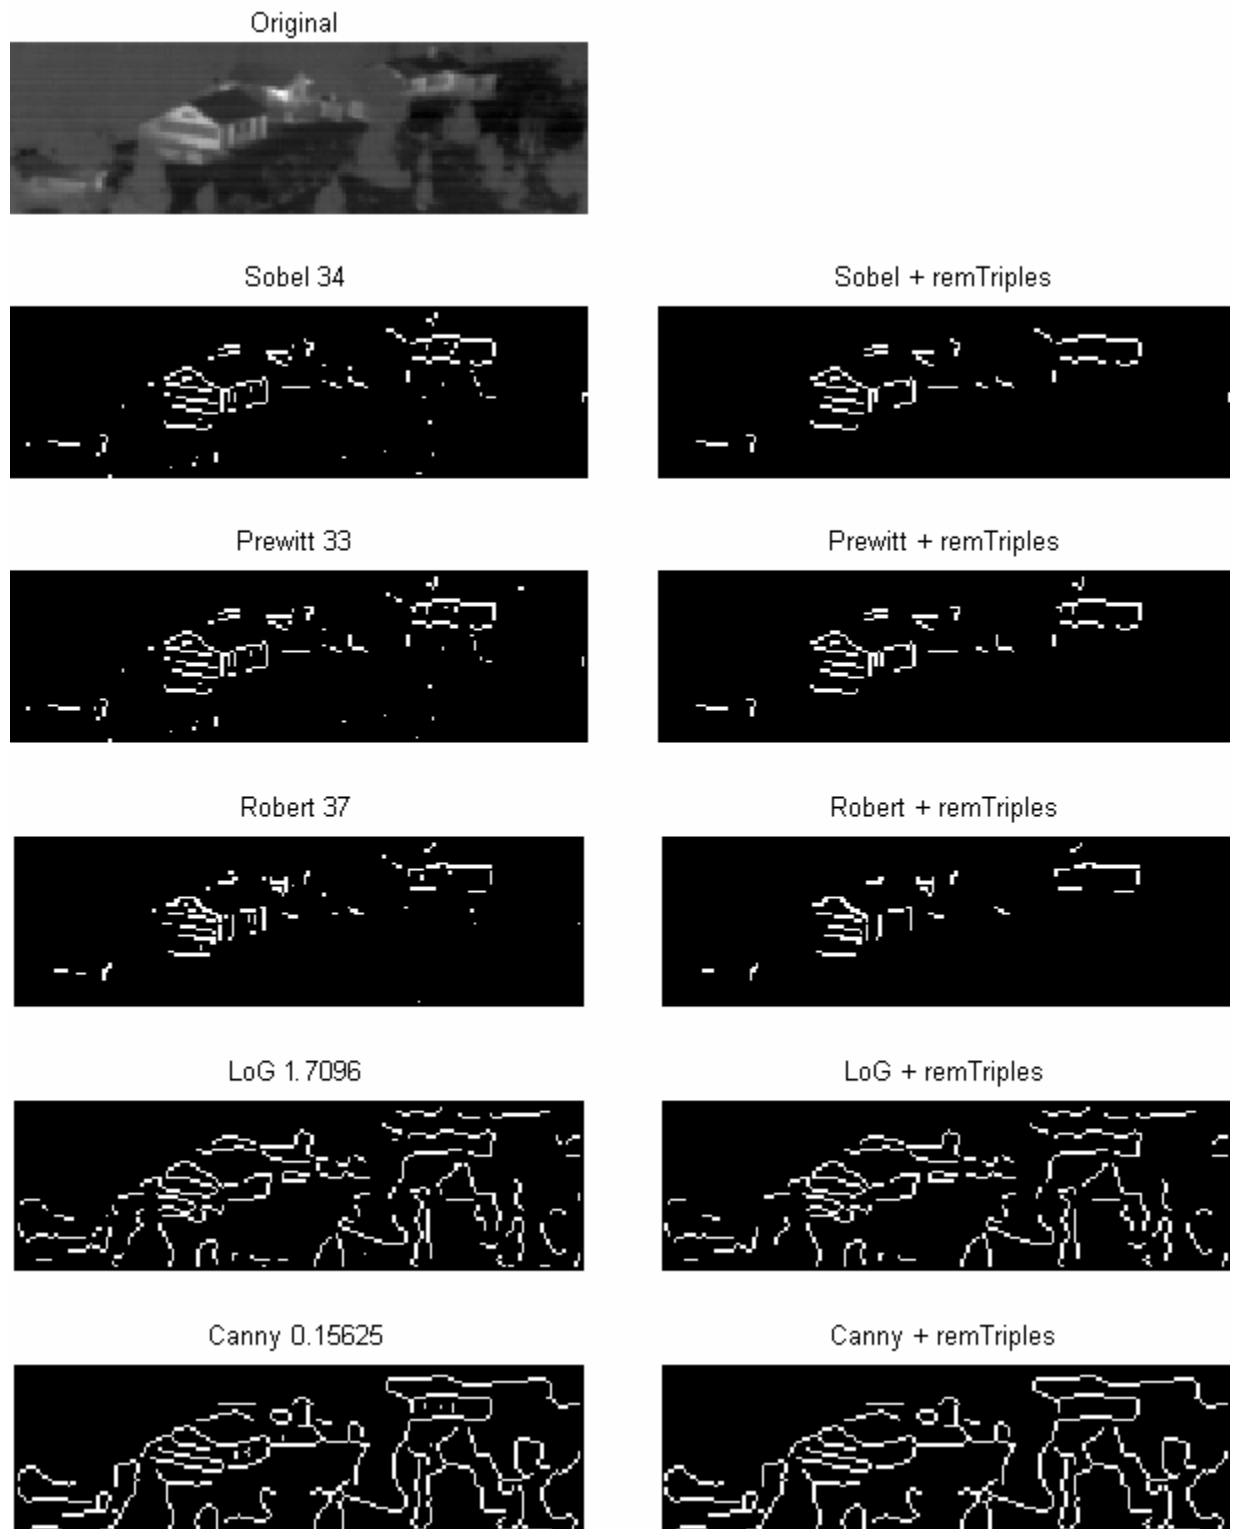 Original
Sobel 34
Sobel + remTriples
Prewitt 33
Prewitt + remTriples
Robert 37
Robert + remTriples
LoG 1.7096
LoG + remTriples
Canny 0.15625
Canny + remTriples